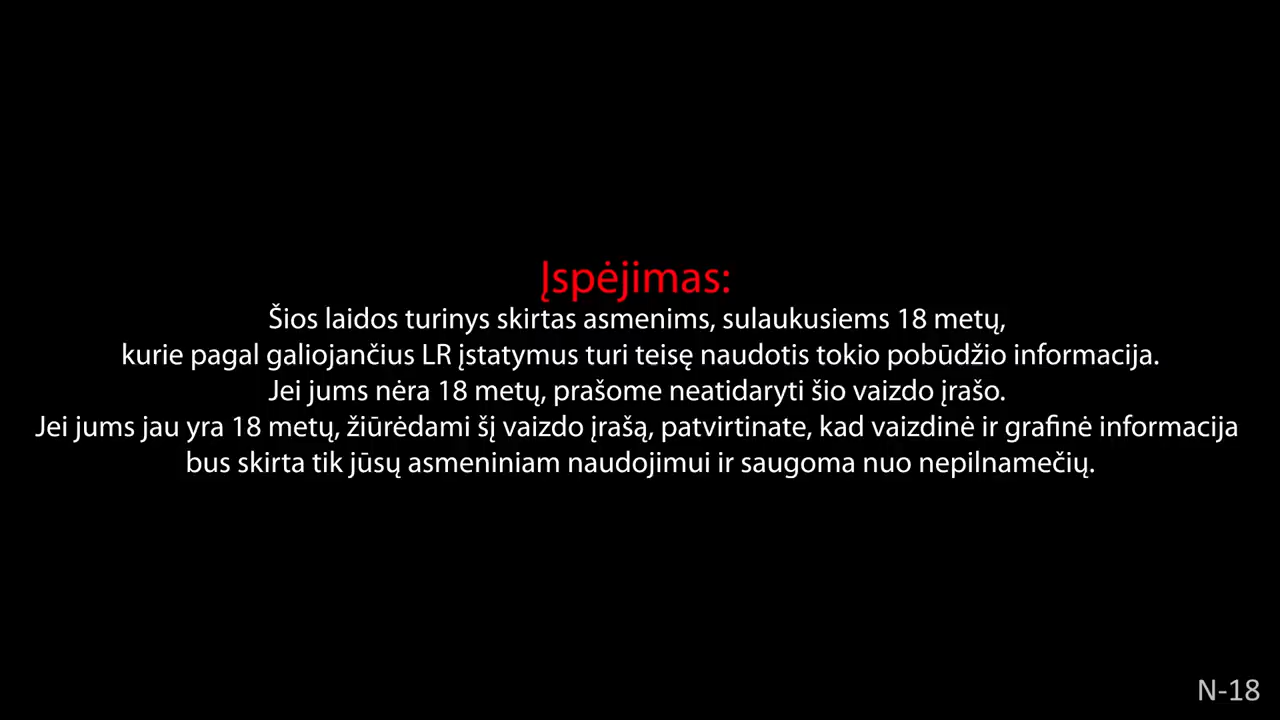 Įspėjimas:
Šios laidos turinys skirtas asmenims, sulaukusiems 18 metų,
kurie pagal galiojančius LR įstatymus turi teisę naudotis tokio pobūdžio informacija.
Jei jums nėra 18 metų, prašome neatidaryti šio vaizdo įrašo.
Jei jums jau yra 18 metų, žiūrėdami šį vaizdo įrašą, patvirtinate, kad vaizdinė ir grafinė informacija
bus skirta tik jūsų asmeniniam naudojimui ir saugoma nuo nepilnamečių.
N-18